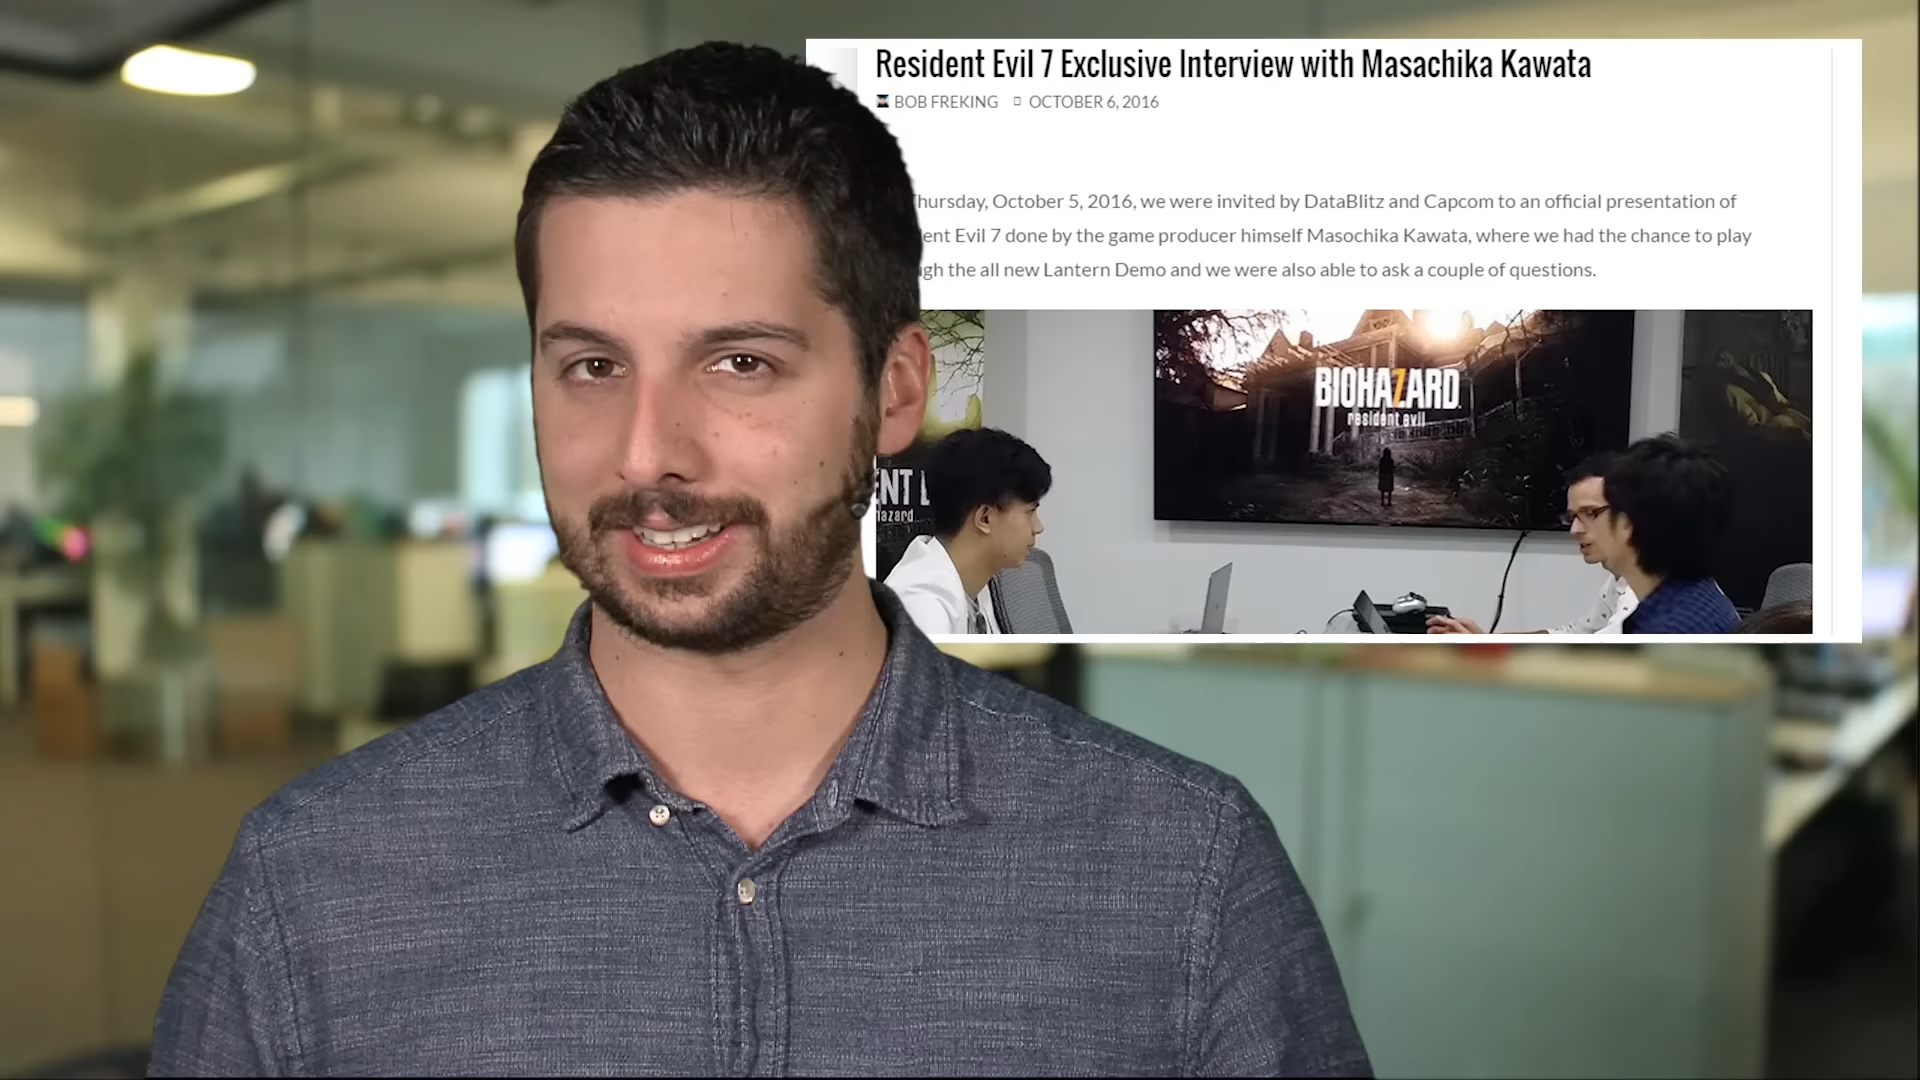 Resident Evil 7 Exclusive Interview with Masachika Kawata
BOB FREKING OCTOBER 6, 2016
hursday, October 5, 2016, we were invited by DataBlitz and Capcom to an official presentation of
ent Evil 7 done by the game producer himself Masochika Kawata, where we had the chance to play
gh the all new Lantern Demo and we were also able to ask a couple of questions.
BIOHAZARD
resident evil
ENT
azard